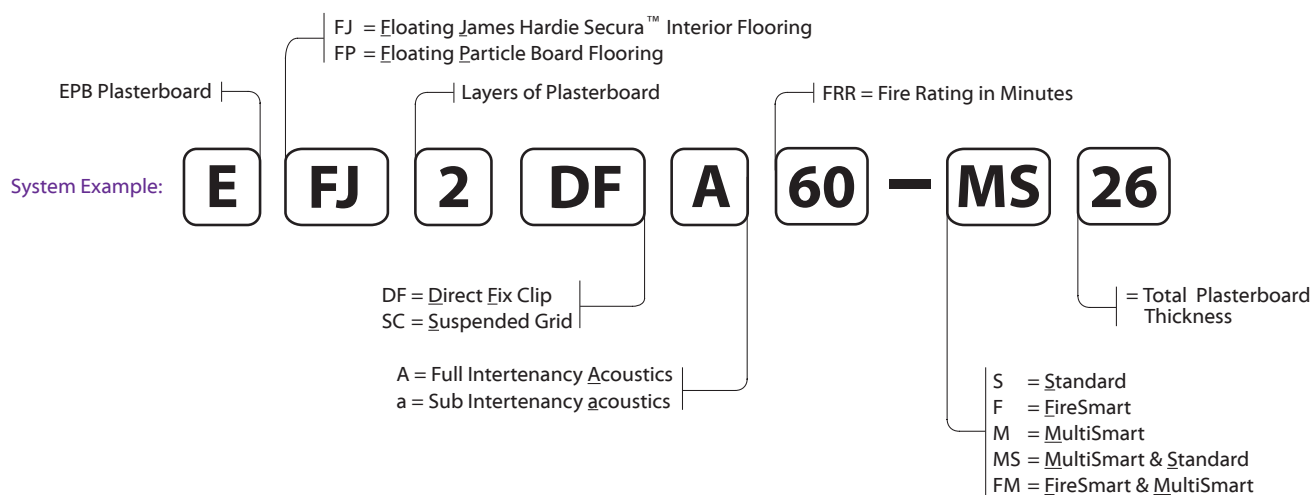 FJ = Floating James Hardie Secura™ Interior Flooring
FP = Floating Particle Board Flooring
EPB Plasterboard
Layers of Plasterboard
FRR = Fire Rating in Minutes
System Example: E FJ 2 DF A 60 – MS 26
DF = Direct Fix Clip
SC = Suspended Grid
= Total Plasterboard
Thickness
A = Full Intertenancy Acoustics
a = Sub Intertenancy acoustics
S = Standard
F = FireSmart
M = MultiSmart
MS = MultiSmart & Standard
FM = FireSmart & MultiSmart